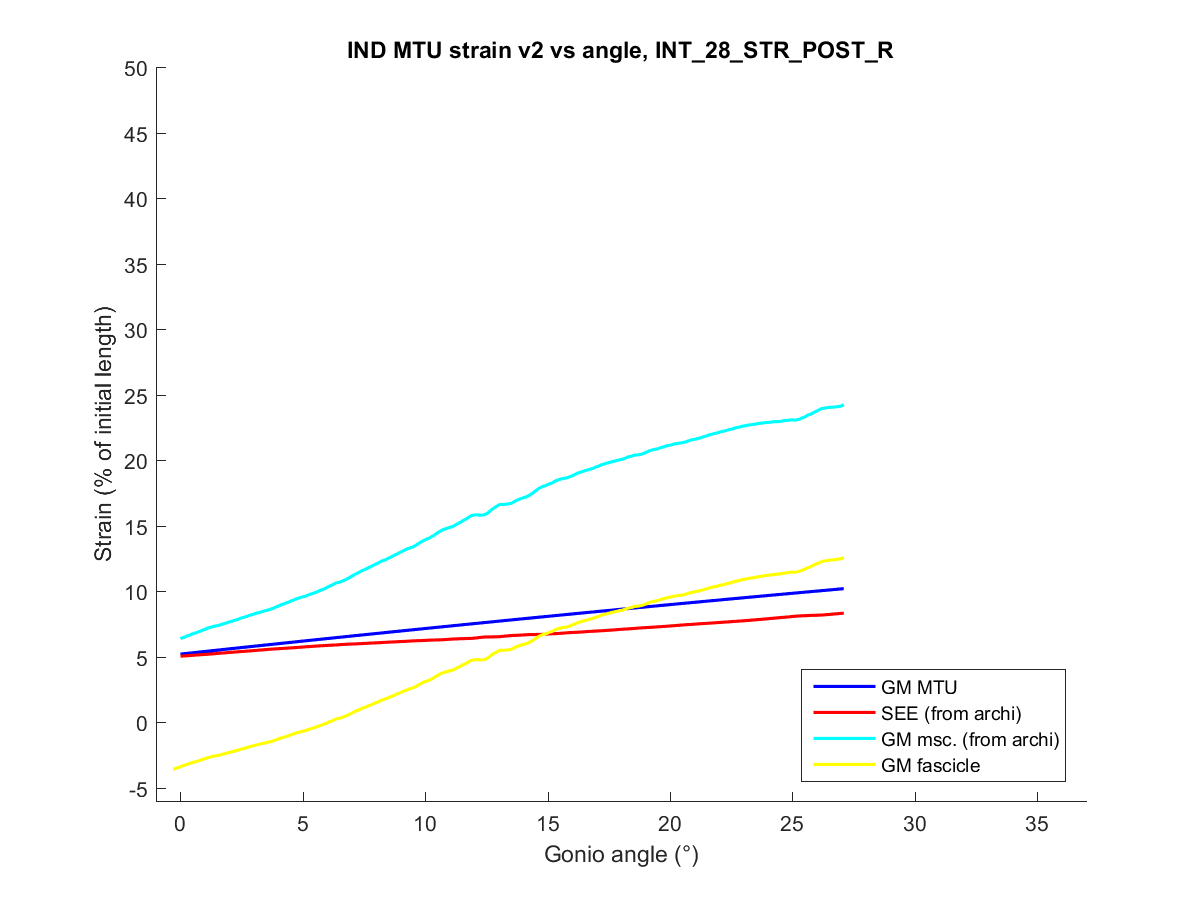 IND MTU strain v2 vs angle, INT_28_STR_POST_R
Strain (% of initial length)
50
45
40
35
30
25
20
15
10
5
0
-5
0 5 10 15 20 25 30 35
Gonio angle (°)
GM MTU
SEE (from archi)
GM msc. (from archi)
GM fascicle